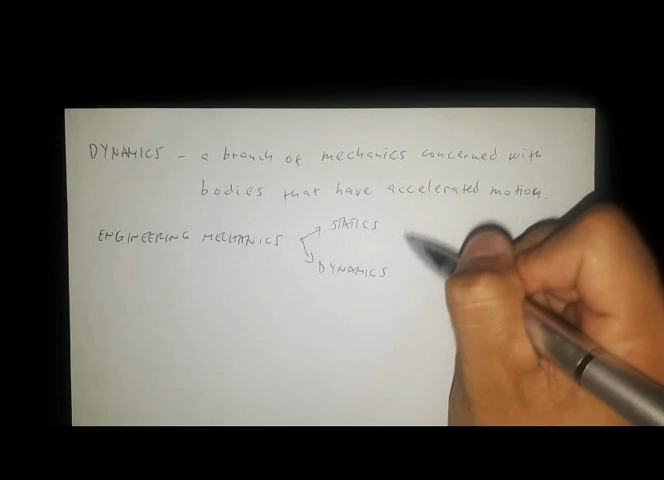 DYNAMICS - a branch of mechanics concerned with
bodies that have accelerated motion.
ENGINEERING MECHANICS
STATICS
DYNAMICS